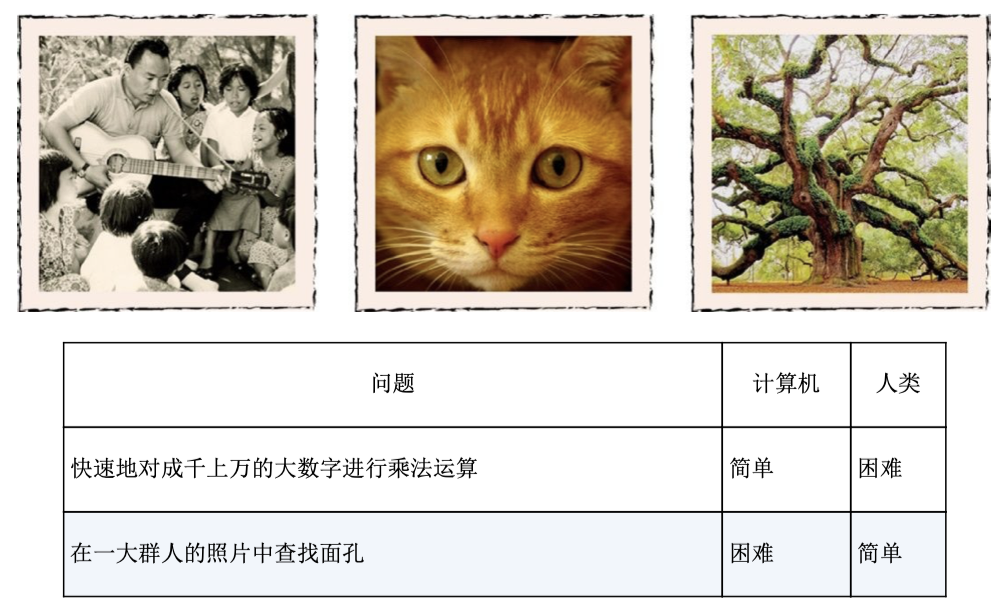 问题 计算机 人类
快速地对成千上万的大数字进行乘法运算 简单 困难
在一大群人的照片中查找面孔 困难 简单